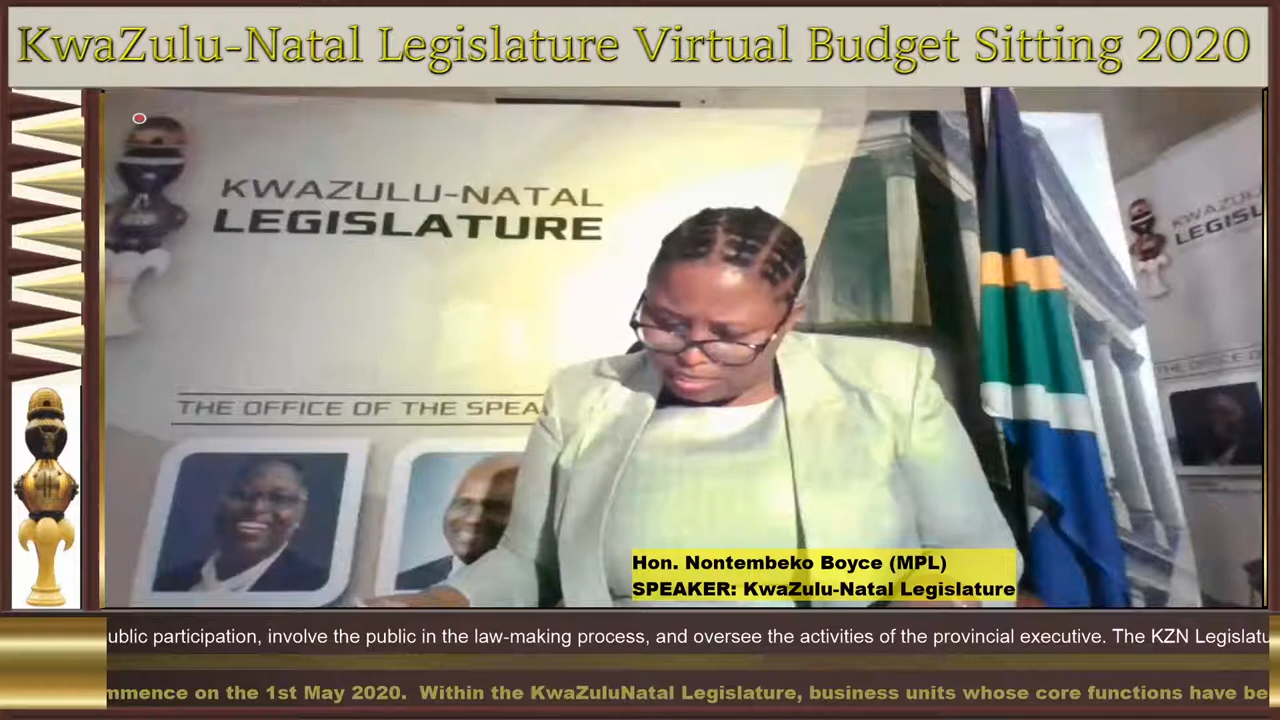 KwaZulu-Natal Legislature Virtual Budget Sitting 2020
KWAZULU-NATAL
LEGISLATURE
KWAZULU
LEGISL
THE OFFICE OF THE SPEA
THE OFFICE O
Hon. Nontembeko Boyce (MPL)
SPEAKER: KwaZulu-Natal Legislature
ublic participation, involve the public in the law-making process, and oversee the activities of the provincial executive. The KZN Legislatu
mmence on the 1st May 2020. Within the KwaZuluNatal Legislature, business units whose core functions have be